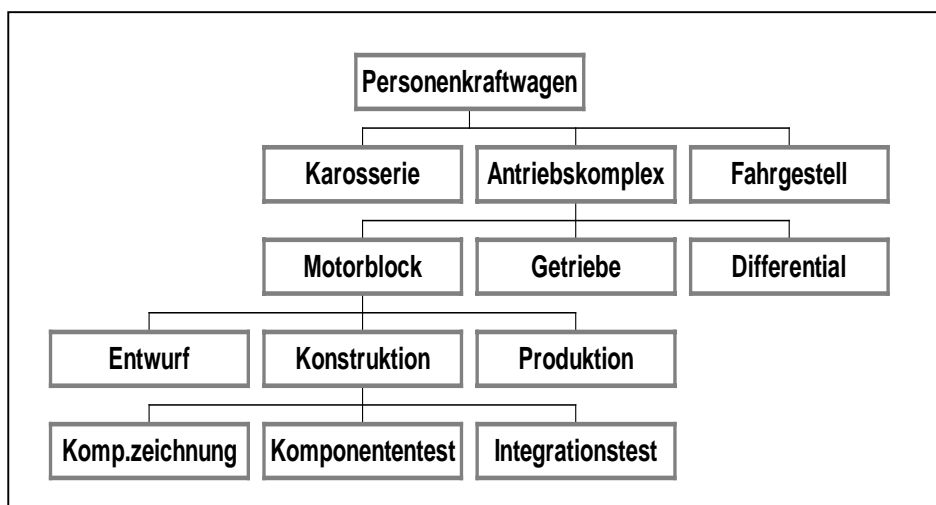 Personenkraftwagen
Karosserie
Antriebskomplex
Fahrgestell
Motorblock
Getriebe
Differential
Entwurf
Konstruktion
Produktion
Komp.zeichnung
Komponententest
Integrationstest